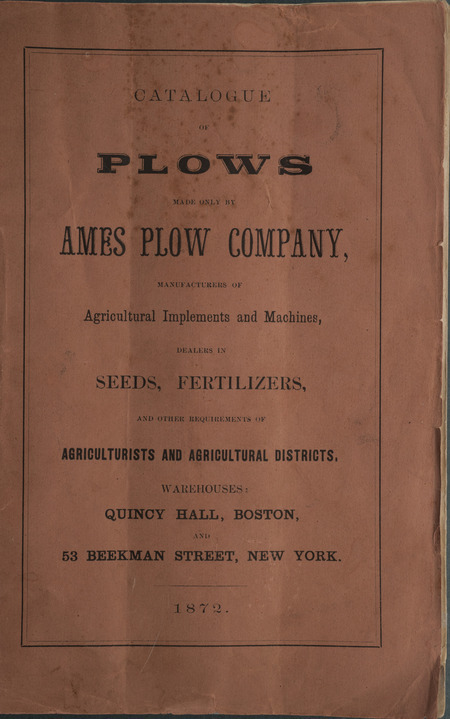 CATALOGUE
OF
PLOWS
MADE ONLY BY
AMES PLOW COMPANY,
MANUFACTURERS OF
Agricultural Implements and Machines,
DEALERS IN
SEEDS, FERTILIZERS,
AND OTHER REQUIREMENTS OF
AGRICULTURISTS AND AGRICULTURAL DISTRICTS.
WAREHOUSES:
QUINCY HALL, BOSTON,
AND
53 BEEKMAN STREET, NEW YORK.
1872.